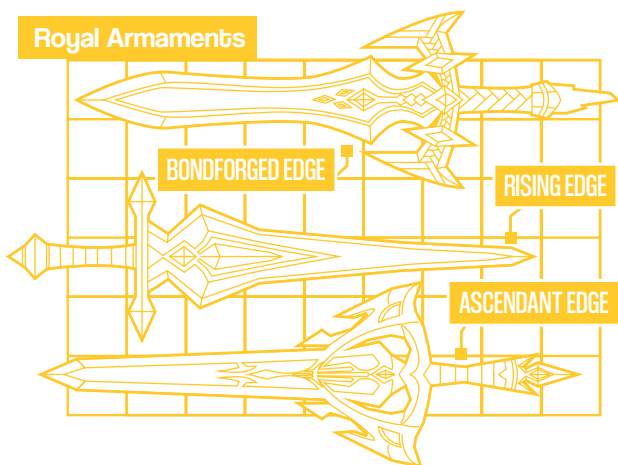 Royal Armaments
BONDFORGED EDGE
RISING EDGE
ASCENDANT EDGE